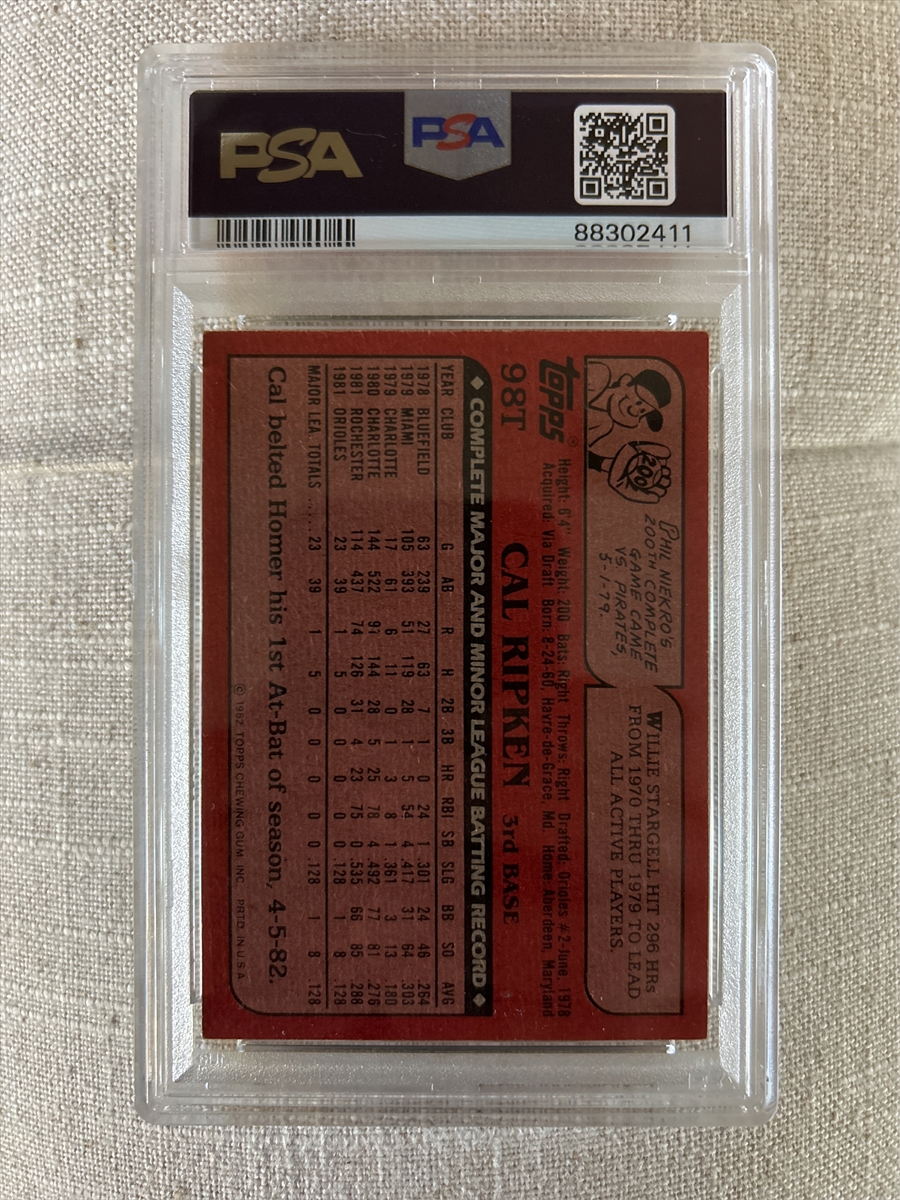 PSA
PSA
88302411
PHIL NIEKRO'S
200TH COMPLETE
GAME CAME
VS. PIRATES,
5-1-79.
200
WILLIE STARGELL HIT 296 HRs
FROM 1970 THRU 1979 TO LEAD
ALL ACTIVE PLAYERS.
TOPPS®
98T
Height: 6'4" Weight: 200 Bats: Right Throws: Right Drafted: Orioles #2-June, 1978
Acquired: Via Draft Born: 8-24-60, Havre-de-Grace, Md. Home: Aberdeen, Maryland
CAL RIPKEN 3rd BASE
◆ COMPLETE MAJOR AND MINOR LEAGUE BATTING RECORD ◆
YEAR CLUB G AB R H 2B 3B HR RBI SB SLG BB SO AVG
1978 BLUEFIELD 63 239 27 63 7 1 0 24 1 .301 24 46 .264
1979 MIAMI 105 393 51 119 28 1 5 54 4 .417 31 64 .303
1979 CHARLOTTE 17 61 6 11 0 1 3 8 1 .361 3 13 .180
1980 CHARLOTTE 144 522 91 144 28 5 25 78 4 .492 77 81 .276
1981 ROCHESTER 114 437 74 126 31 4 23 75 0 .535 66 85 .288
1981 ORIOLES 23 39 1 5 0 0 0 0 0 .128 1 8 .128
MAJOR LEA. TOTALS ...... 23 39 1 5 0 0 0 0 0 .128 1 8 .128
Cal belted Homer his 1st At-Bat of season, 4-5-82.
© 1982 TOPPS CHEWING GUM, INC. PRTD. IN U.S.A.